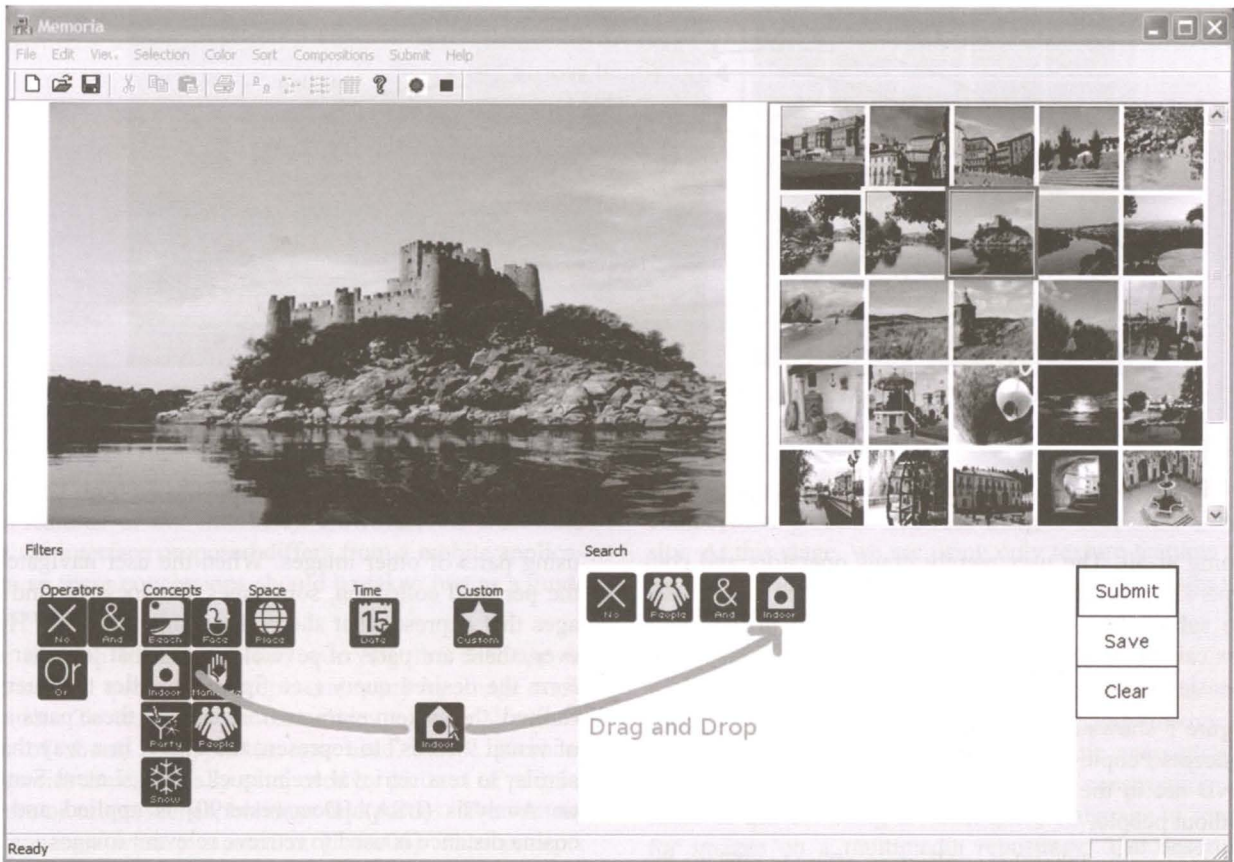 Memoria
File Edit View Selection Color Sort Compositions Submit Help
Filters
Search
Operators Concepts Space Time Custom
No And Beach Face Place 15 Date Custom
No People & And Indoor
Or Or Indoor
Party People
Indoor
Snow
Drag and Drop
Submit
Save
Clear
Ready